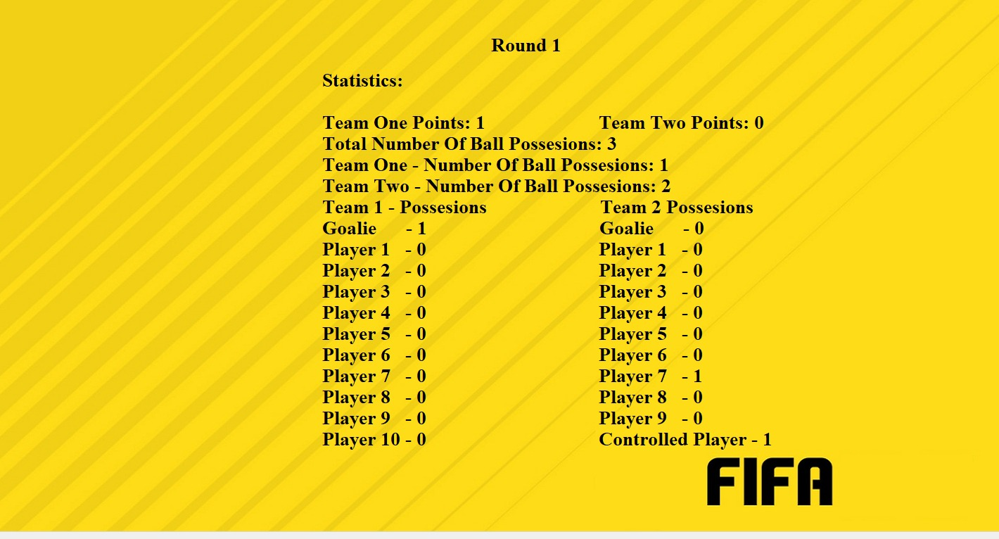 Round 1
Statistics:
Team One Points: 1 Team Two Points: 0
Total Number Of Ball Possesions: 3
Team One - Number Of Ball Possesions: 1
Team Two - Number Of Ball Possesions: 2
Team 1 - Possesions Team 2 Possesions
Goalie - 1 Goalie - 0
Player 1 - 0 Player 1 - 0
Player 2 - 0 Player 2 - 0
Player 3 - 0 Player 3 - 0
Player 4 - 0 Player 4 - 0
Player 5 - 0 Player 5 - 0
Player 6 - 0 Player 6 - 0
Player 7 - 0 Player 7 - 1
Player 8 - 0 Player 8 - 0
Player 9 - 0 Player 9 - 0
Player 10 - 0 Controlled Player - 1
FIFA